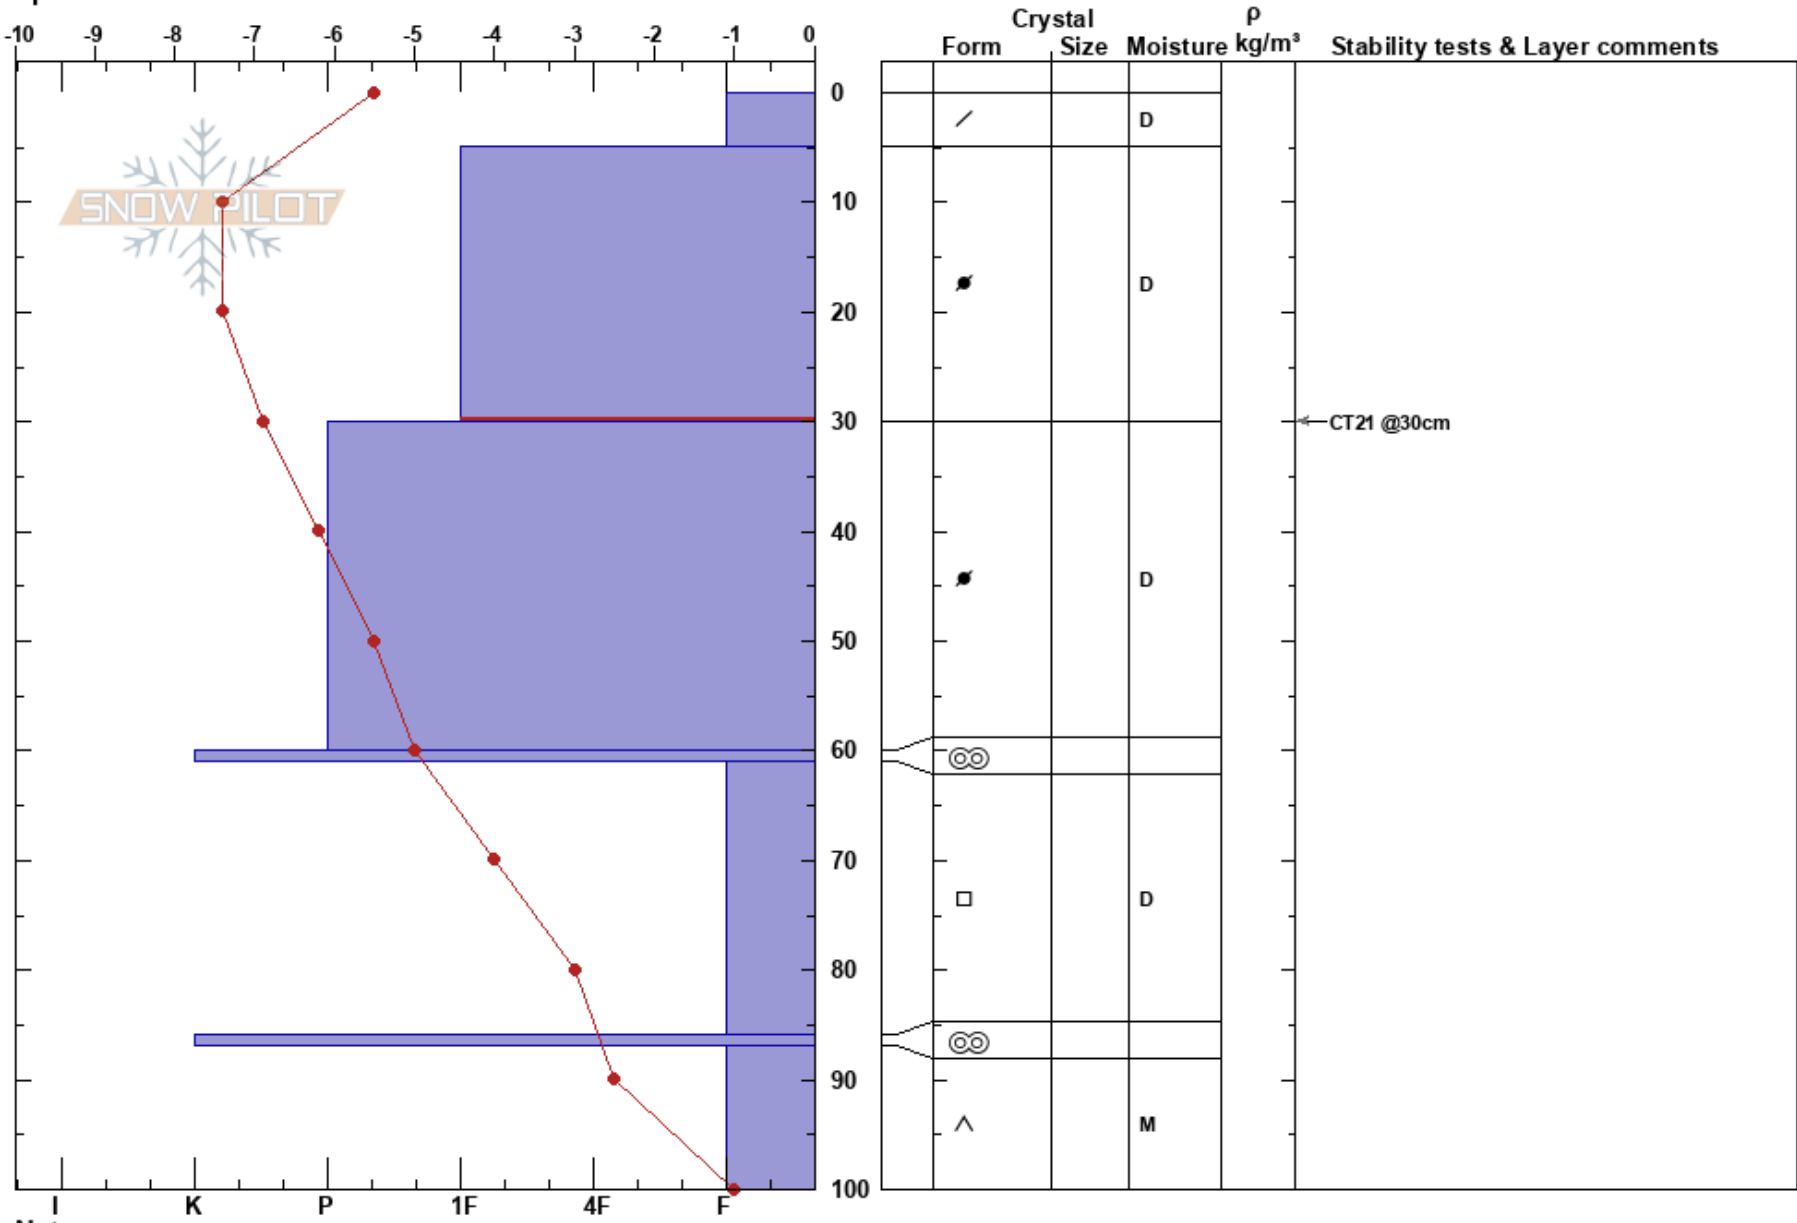 Crystal ρ
-10 -9 -8 -7 -6 -5 -4 -3 -2 -1 0
Form Size Moisture kg/m³ Stability tests & Layer comments
0
D
SNOW PILOT
10
D
20
30
CT21 @30cm
40
D
50
60
70
D
80
90
M
100
I K P 1F 4F F